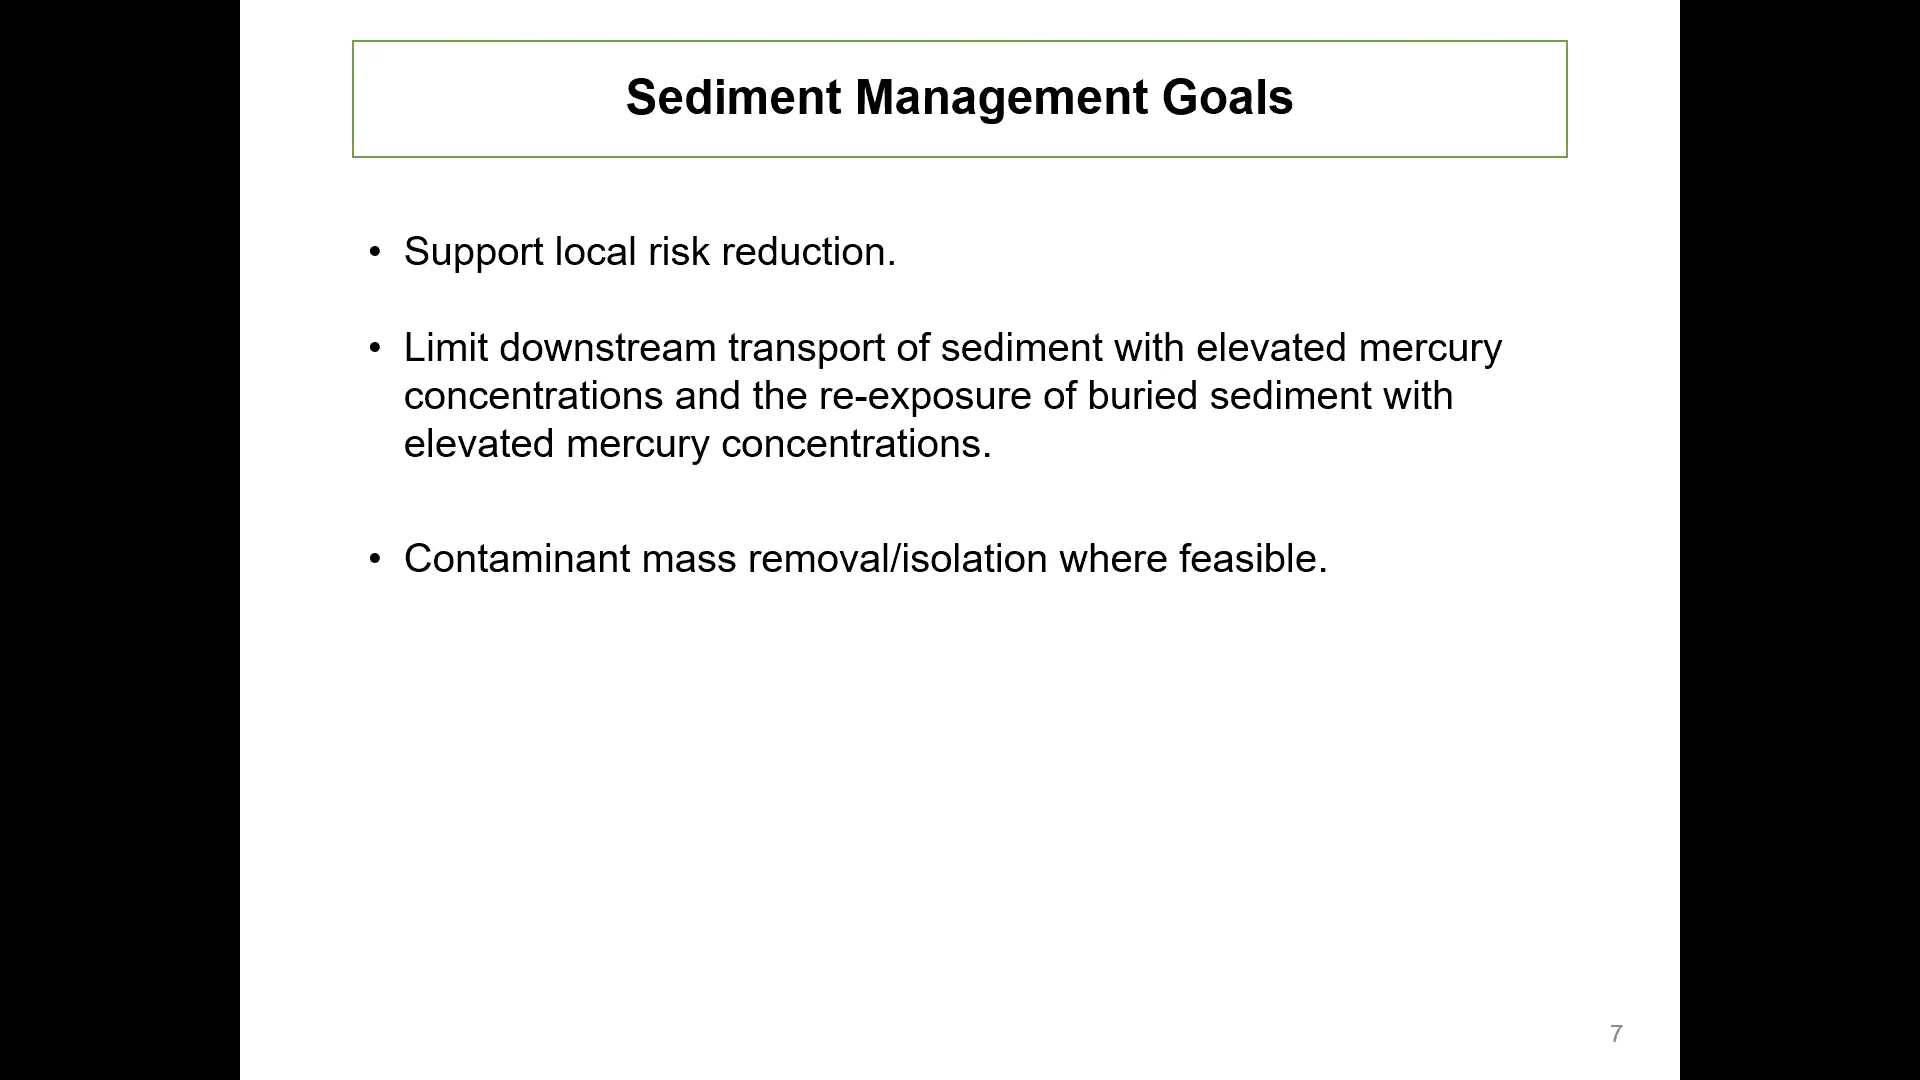 Sediment Management Goals
• Support local risk reduction.
• Limit downstream transport of sediment with elevated mercury
concentrations and the re-exposure of buried sediment with
elevated mercury concentrations.
• Contaminant mass removal/isolation where feasible.
7